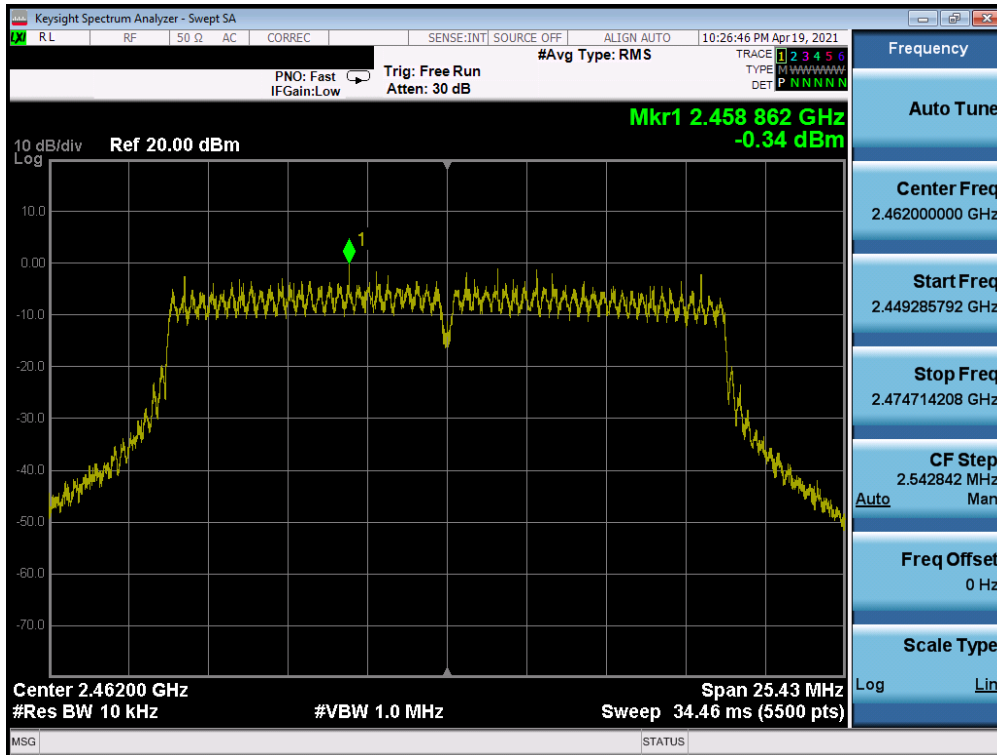 Keysight Spectrum Analyzer - Swept SA
LXI RL RF 50 Ω AC CORREC SENSE:INT SOURCE OFF ALIGN AUTO 10:26:46 PM Apr 19, 2021
PNO: Fast
IFGain:Low
Trig: Free Run
Atten: 30 dB
#Avg Type: RMS
TRACE 1 2 3 4 5 6
TYPE M W W W W W
DET P N N N N N
Mkr1 2.458 862 GHz
-0.34 dBm
10 dB/div Ref 20.00 dBm
Log
10.0
0.00
-10.0
-20.0
-30.0
-40.0
-50.0
-60.0
-70.0
1
Center 2.46200 GHz Span 25.43 MHz
#Res BW 10 kHz #VBW 1.0 MHz Sweep 34.46 ms (5500 pts)
MSG STATUS
Frequency
Auto Tune
Center Freq
2.462000000 GHz
Start Freq
2.449285792 GHz
Stop Freq
2.474714208 GHz
CF Step
2.542842 MHz
Auto Man
Freq Offset
0 Hz
Scale Type
Log Lin